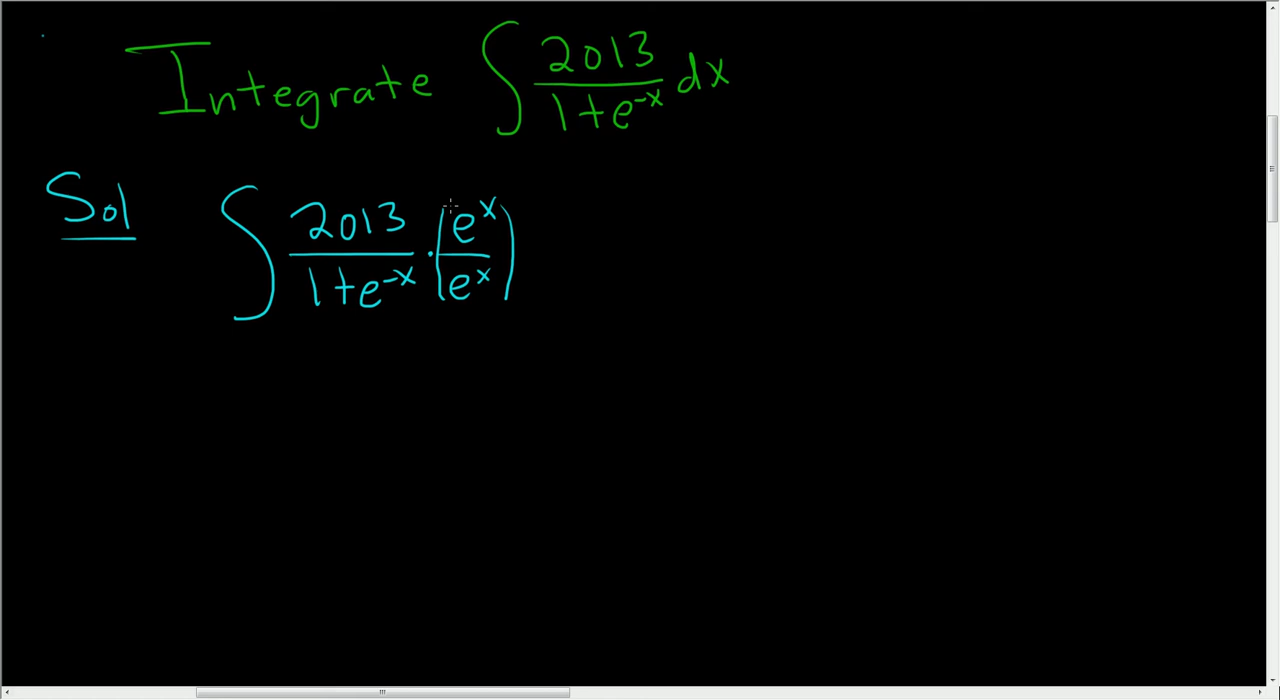 Integrate ∫ 2013/(1+e^{-x}) dx
Sol ∫ 2013/(1+e^{-x}) · (e^x/e^x)